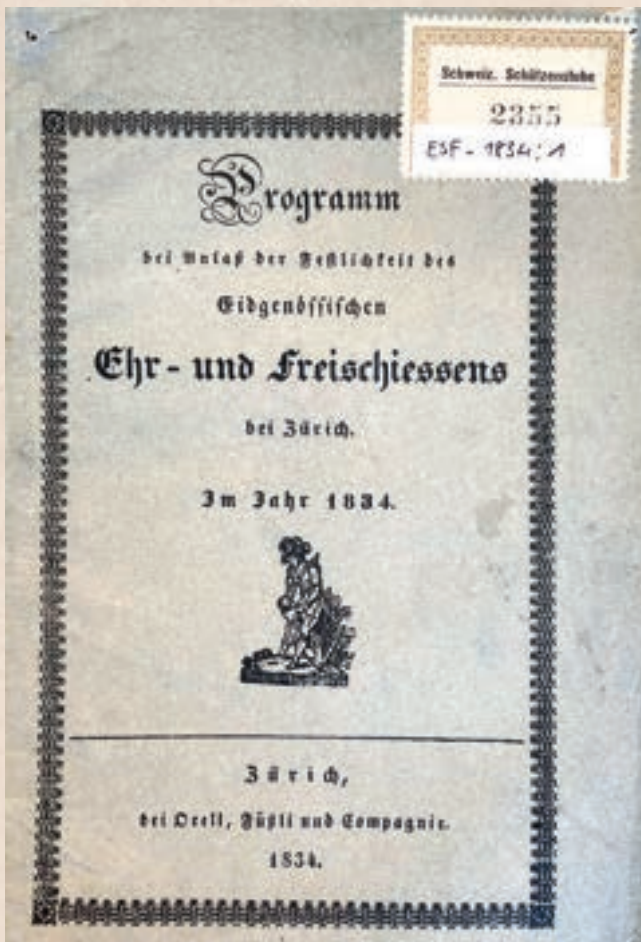 Schweiz. Schützenstube
2355
ESF - 1834; 1
Programm
bei Anlaß der Festlichkeit des
Eidgenössischen
Ehr- und Freischiessens
bei Zürich.
Im Jahr 1834.
Zürich,
bei Orell, Füßli und Compagnie.
1834.